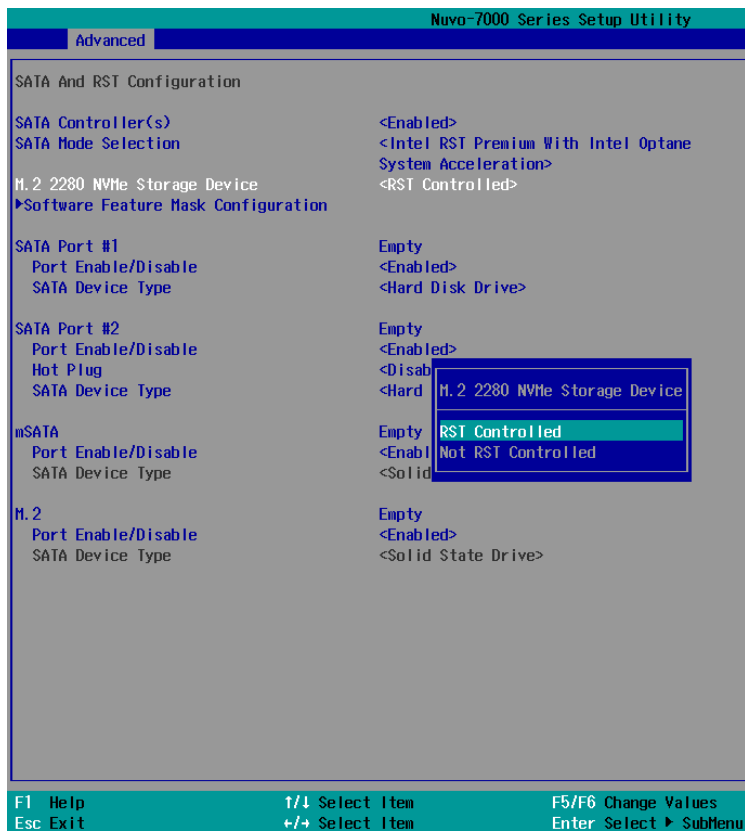 Nuvo-7000 Series Setup Utility
Advanced
SATA And RST Configuration
SATA Controller(s) <Enabled>
SATA Mode Selection <Intel RST Premium With Intel Optane
System Acceleration>
M.2 2280 NVMe Storage Device <RST Controlled>
▶Software Feature Mask Configuration
SATA Port #1 Empty
Port Enable/Disable <Enabled>
SATA Device Type <Hard Disk Drive>
SATA Port #2 Empty
Port Enable/Disable <Enabled>
Hot Plug <Disab
SATA Device Type <Hard
M.2 2280 NVMe Storage Device
RST Controlled
Not RST Controlled
mSATA Empty
Port Enable/Disable <Enabl
SATA Device Type <Solid
M.2 Empty
Port Enable/Disable <Enabled>
SATA Device Type <Solid State Drive>
F1 Help ↑/↓ Select Item F5/F6 Change Values
Esc Exit ←/→ Select Item Enter Select ▶ SubMenu